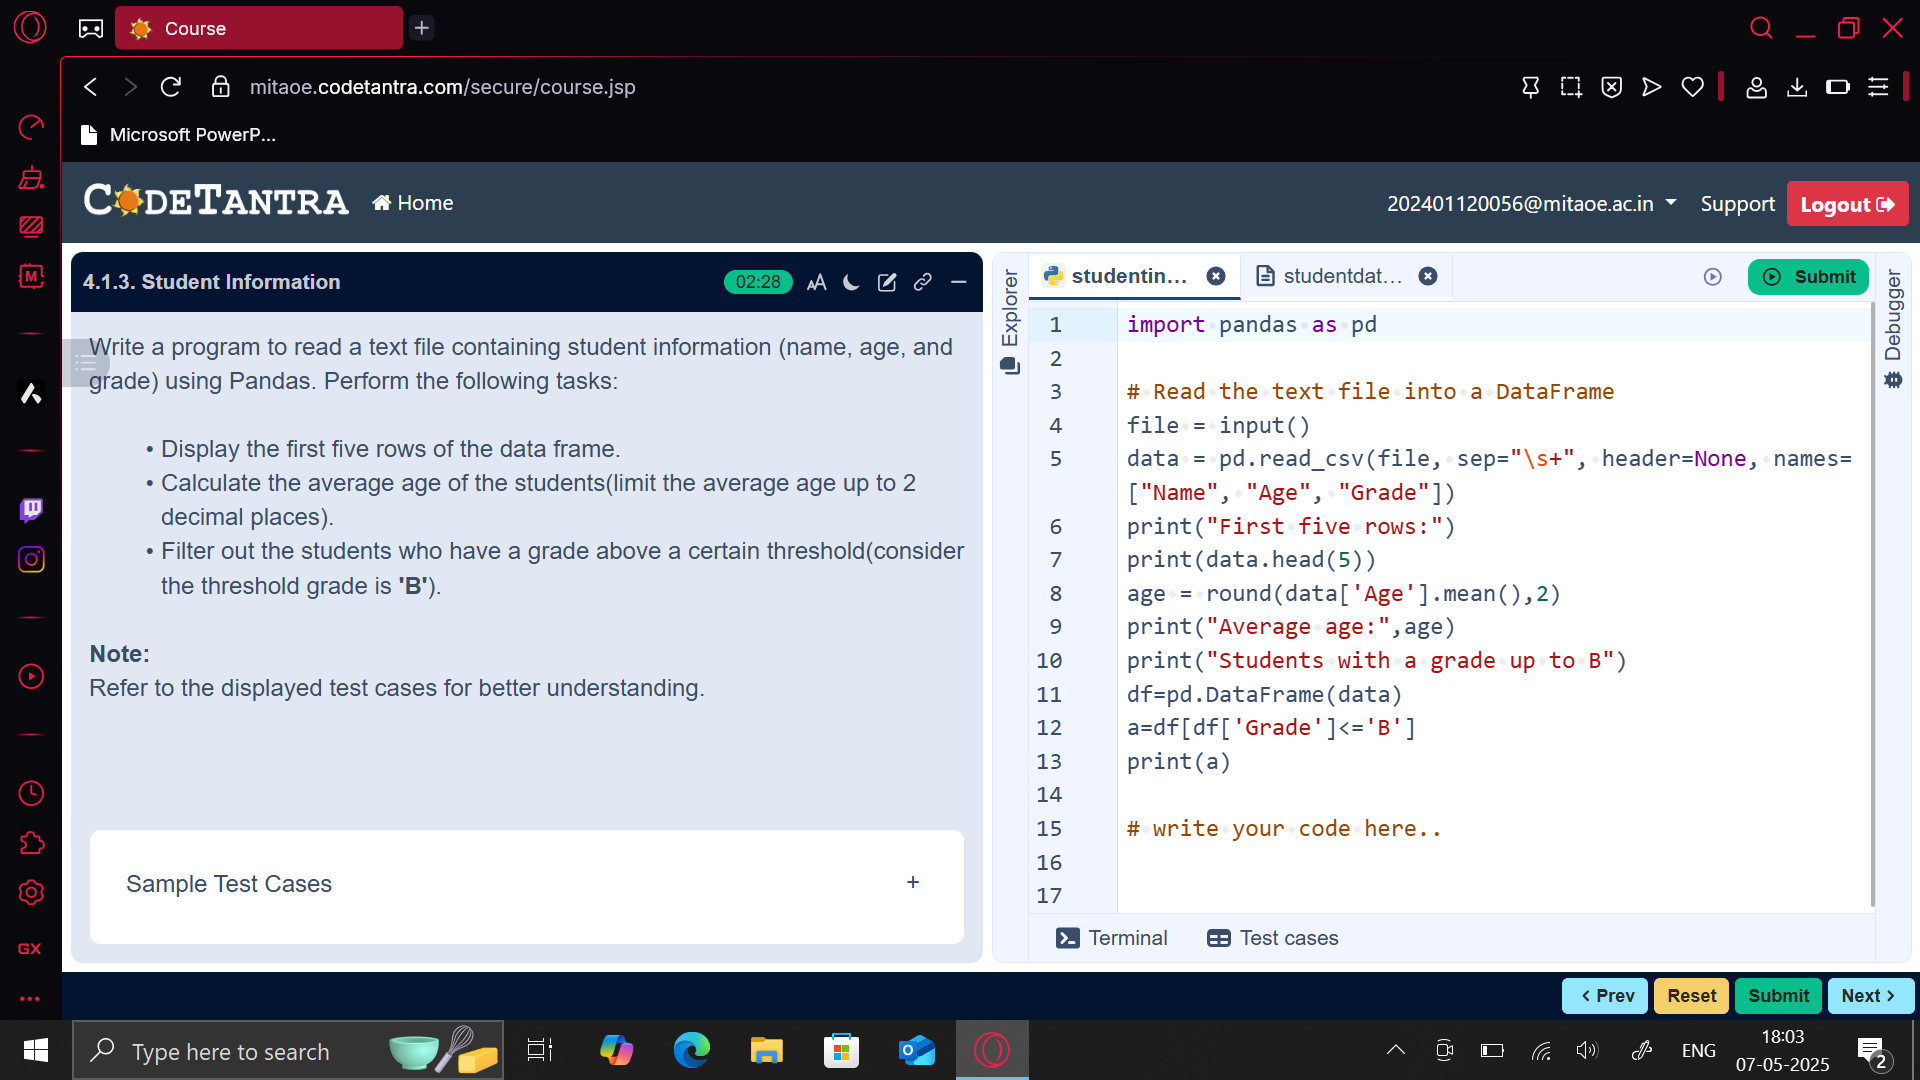 Course
mitaoe.codetantra.com/secure/course.jsp
Microsoft PowerP...
CODETANTRA
Home
202401120056@mitaoe.ac.in
Support
Logout
4.1.3. Student Information
02:28
AA
Write a program to read a text file containing student information (name, age, and
grade) using Pandas. Perform the following tasks:
• Display the first five rows of the data frame.
• Calculate the average age of the students(limit the average age up to 2
decimal places).
• Filter out the students who have a grade above a certain threshold(consider
the threshold grade is 'B').
Note:
Refer to the displayed test cases for better understanding.
Sample Test Cases
+
Explorer
studentin...
studentdat...
Submit
Debugger
1 import pandas as pd
2
3 # Read the text file into a DataFrame
4 file = input()
5 data = pd.read_csv(file, sep="\s+", header=None, names=
["Name", "Age", "Grade"])
6 print("First five rows:")
7 print(data.head(5))
8 age = round(data['Age'].mean(),2)
9 print("Average age:",age)
10 print("Students with a grade up to B")
11 df=pd.DataFrame(data)
12 a=df[df['Grade']<='B']
13 print(a)
14
15 # write your code here..
16
17
Terminal
Test cases
< Prev
Reset
Submit
Next >
M
GX
Type here to search
ENG
18:03
07-05-2025
2